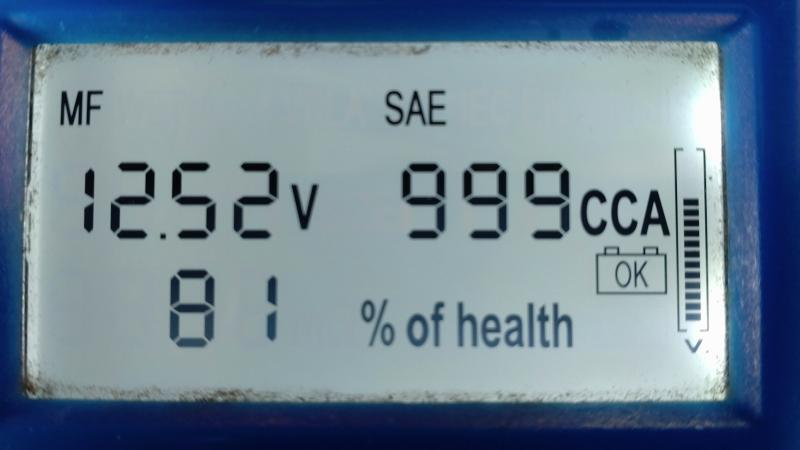 MF SAE
12.52V 999CCA
OK
81 % of health